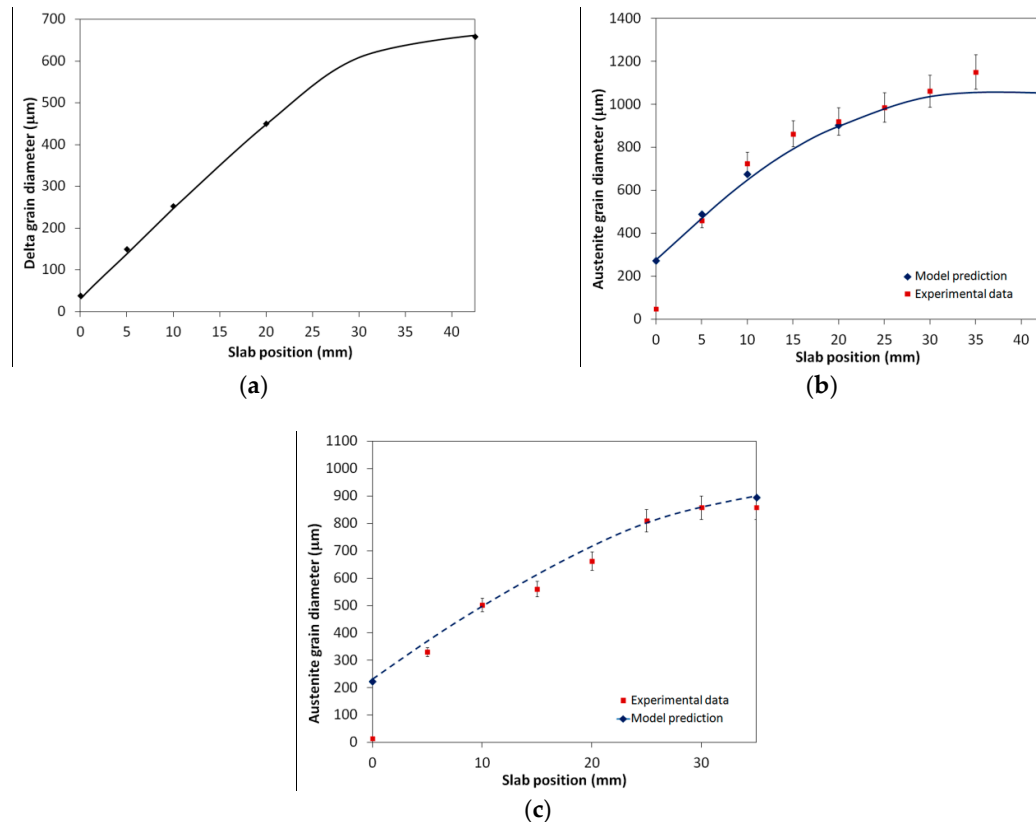 700
600
500
400
300
200
100
0
Delta grain diameter (µm)
0 5 10 15 20 25 30 35 40
Slab position (mm)
(a)
1400
1200
1000
800
600
400
200
0
Austenite grain diameter (µm)
Model prediction
Experimental data
0 5 10 15 20 25 30 35 40
Slab position (mm)
(b)
1100
1000
900
800
700
600
500
400
300
200
100
0
Austenite grain diameter (µm)
Experimental data
Model prediction
0 10 20 30
Slab position (mm)
(c)